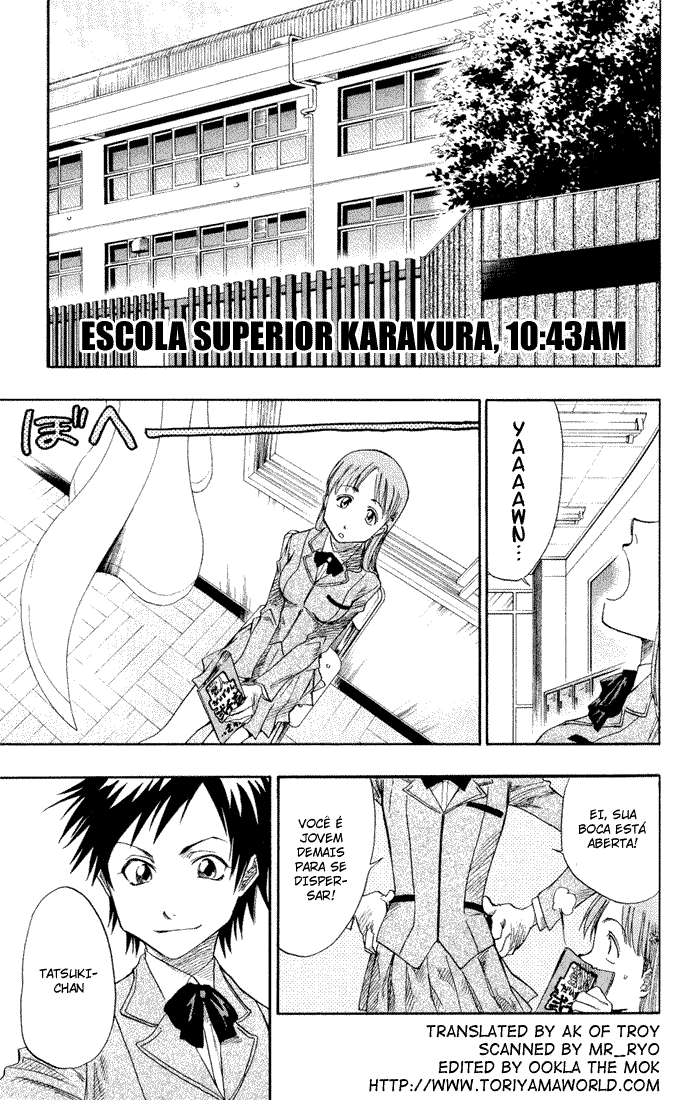 ESCOLA SUPERIOR KARAKURA, 10:43AM
YAAAAWN...
ぼへ
EI, SUA
BOCA ESTÁ
ABERTA!
VOCÊ É
JOVEM
DEMAIS
PARA SE
DISPER-
SAR!
TATSUKI-
CHAN
TRANSLATED BY AK OF TROY
SCANNED BY MR_RYO
EDITED BY OOKLA THE MOK
HTTP://WWW.TORIYAMAWORLD.COM